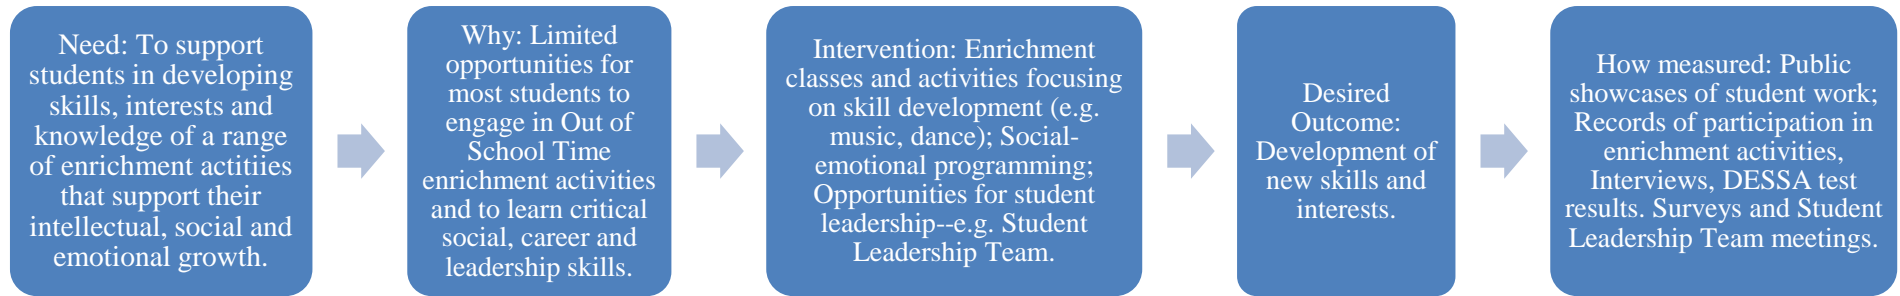 Need: To support
students in developing
skills, interests and
knowledge of a range
of enrichment actitiies
that support their
intellectual, social and
emotional growth.
Why: Limited
opportunities for
most students to
engage in Out of
School Time
enrichment activities
and to learn critical
social, career and
leadership skills.
Intervention: Enrichment
classes and activities focusing
on skill development (e.g.
music, dance); Social-
emotional programming;
Opportunities for student
leadership--e.g. Student
Leadership Team.
Desired
Outcome:
Development of
new skills and
interests.
How measured: Public
showcases of student work;
Records of participation in
enrichment activities,
Interviews, DESSA test
results. Surveys and Student
Leadership Team meetings.